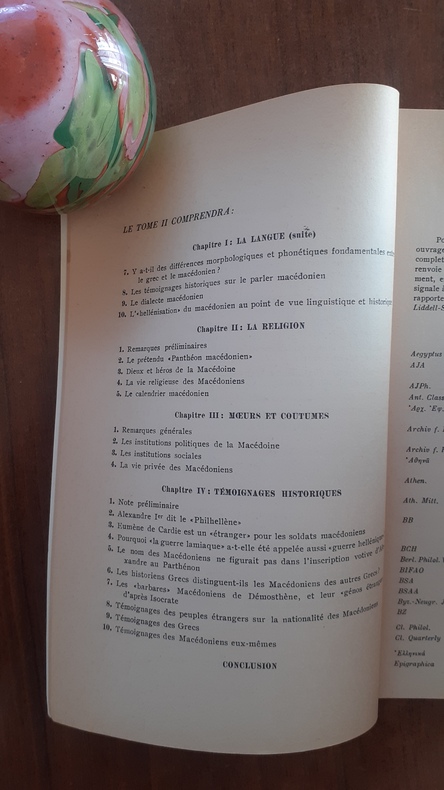 LE TOME II COMPRENDRA:
Chapitre I: LA LANGUE (suite)
7. Y a-t-il des différences morphologiques et phonétiques fondamentales
le grec et le macédonien?
8. Les témoignages historiques sur le parler macédonien
9. Le dialecte macédonien
10. L'«hellénisation» du macédonien au point de vue linguistique et
Chapitre II: LA RELIGION
1. Remarques préliminaires
2. Le prétendu «Panthéon macédonien»
3. Dieux et héros de la Macédoine
4. La vie religieuse des Macédoniens
5. Le calendrier macédonien
Chapitre III: MŒURS ET COUTUMES
1. Remarques générales
2. Les institutions politiques de la Macédoine
3. Les institutions sociales
4. La vie privée des Macédoniens
Chapitre IV: TÉMOIGNAGES HISTORIQUES
1. Note préliminaire
2. Alexandre Ier dit le «Philhellène»
3. Eumène de Cardie est un «étranger» pour les soldats macédoniens
4. Pourquoi «la guerre lamiaque» a-t-elle été appelée aussi «guerre
5. Le nom des Macédoniens ne figurait pas dans l'inscription votive
xandre au Parthénon
6. Les historiens Grecs distinguent-ils les Macédoniens des autres Grecs?
7. Les «barbares» Macédoniens de Démosthène, et leur «génos
d'après Isocrate
8. Témoignages des peuples étrangers sur la nationalité des Macédoniens
9. Témoignages des Grecs
10. Témoignages des Macédoniens eux-mêmes
CONCLUSION
ouvrage
complet
renvoie
ment,
signale
rapporte
Aegyptus
AJA
AJPh.
Ant. Class
Archiv f.
Archiv f.
Athen.
Ath. Mitt.
BB
BCH
Berl. Philol.
BIFAO
BSA
BSAA
Byz.-Neugr.
BZ
Cl. Philol.
Cl. Quarterly
Epigraphica